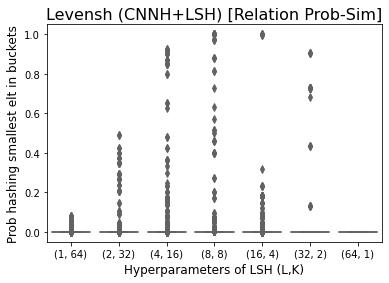 Levensh (CNNH+LSH) [Relation Prob-Sim]
Prob hashing smallest elt in buckets
1.0
0.8
0.6
0.4
0.2
0.0
(1, 64) (2, 32) (4, 16) (8, 8) (16, 4) (32, 2) (64, 1)
Hyperparameters of LSH (L,K)